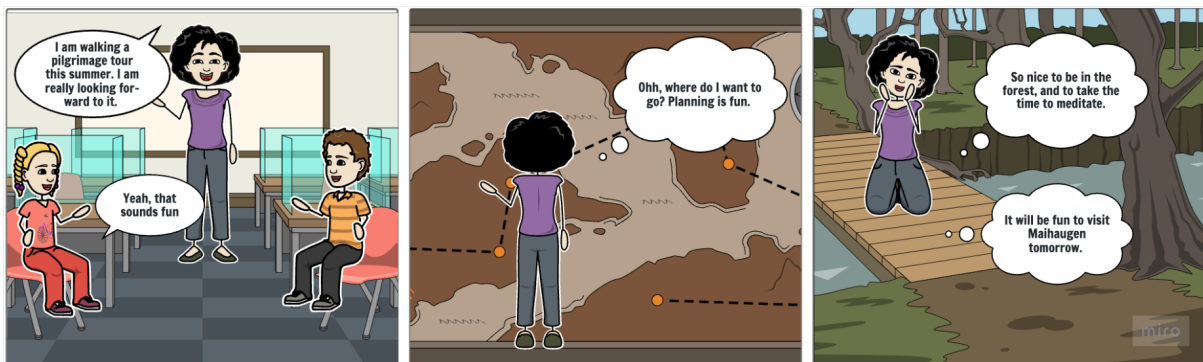 I am walking a
pilgrimage tour
this summer. I am
really looking for-
ward to it.
Yeah, that
sounds fun
Ohh, where do I want to
go? Planning is fun.
So nice to be in the
forest, and to take the
time to meditate.
It will be fun to visit
Maihaugen
tomorrow.
miro